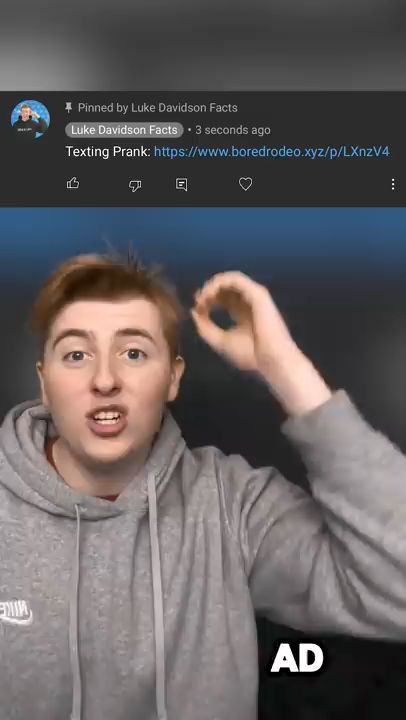 Pinned by Luke Davidson Facts
Luke Davidson Facts • 3 seconds ago
Texting Prank: https://www.boredrodeo.xyz/p/LXnzV4
NIKE
AD